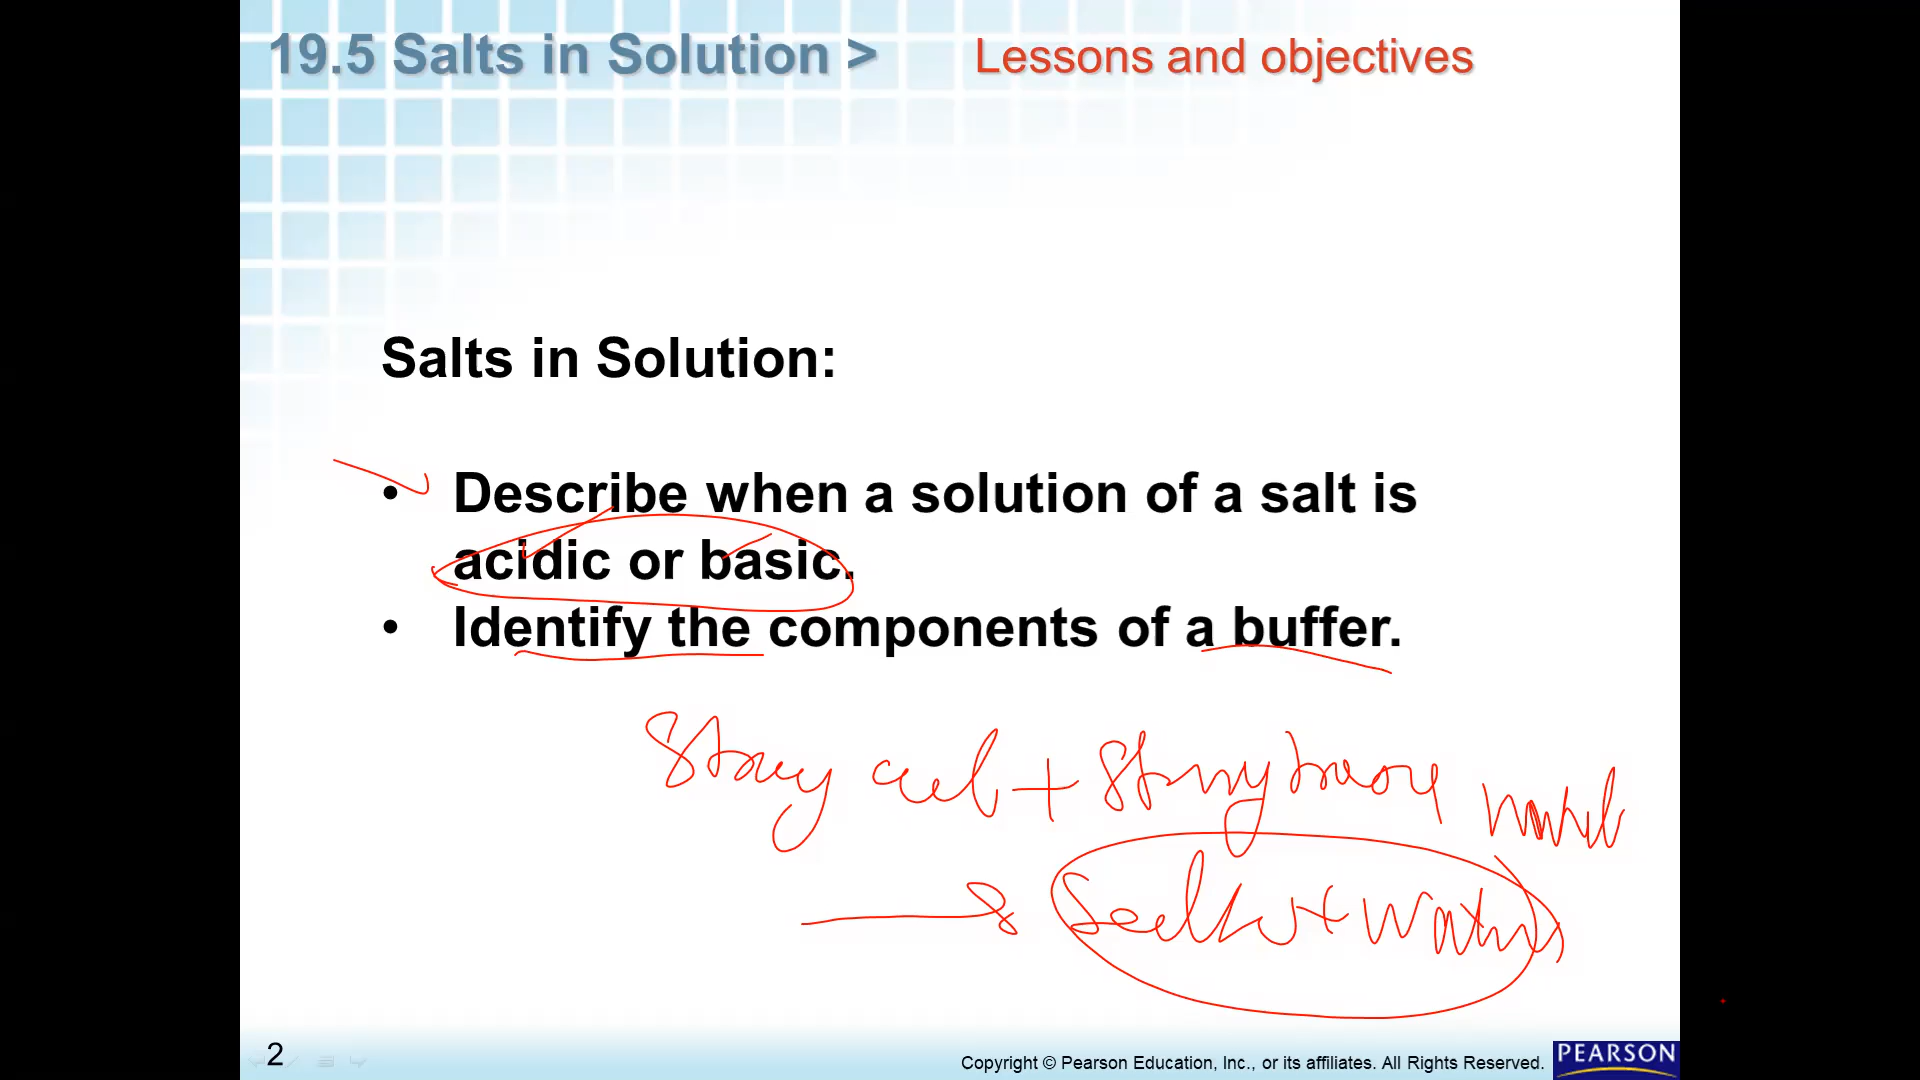 19.5 Salts in Solution > Lessons and objectives
Salts in Solution:
• Describe when a solution of a salt is
acidic or basic.
• Identify the components of a buffer.
+
+
2
Copyright © Pearson Education, Inc., or its affiliates. All Rights Reserved. PEARSON